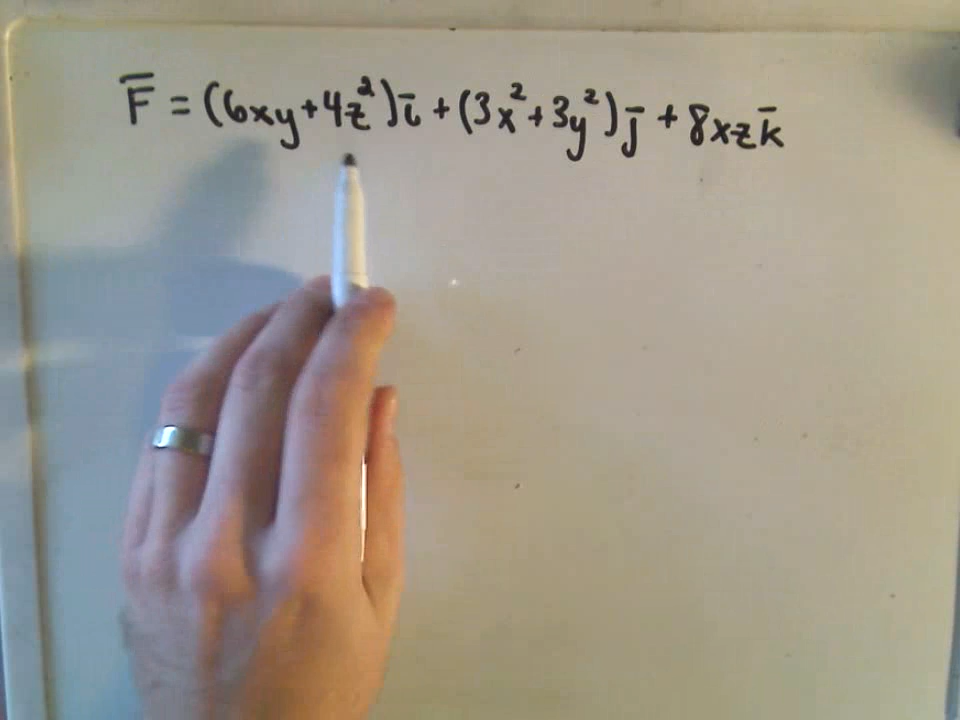 F̅ = (6xy+4z²)i̅ + (3x²+3y²)j̅ + 8xzk̅